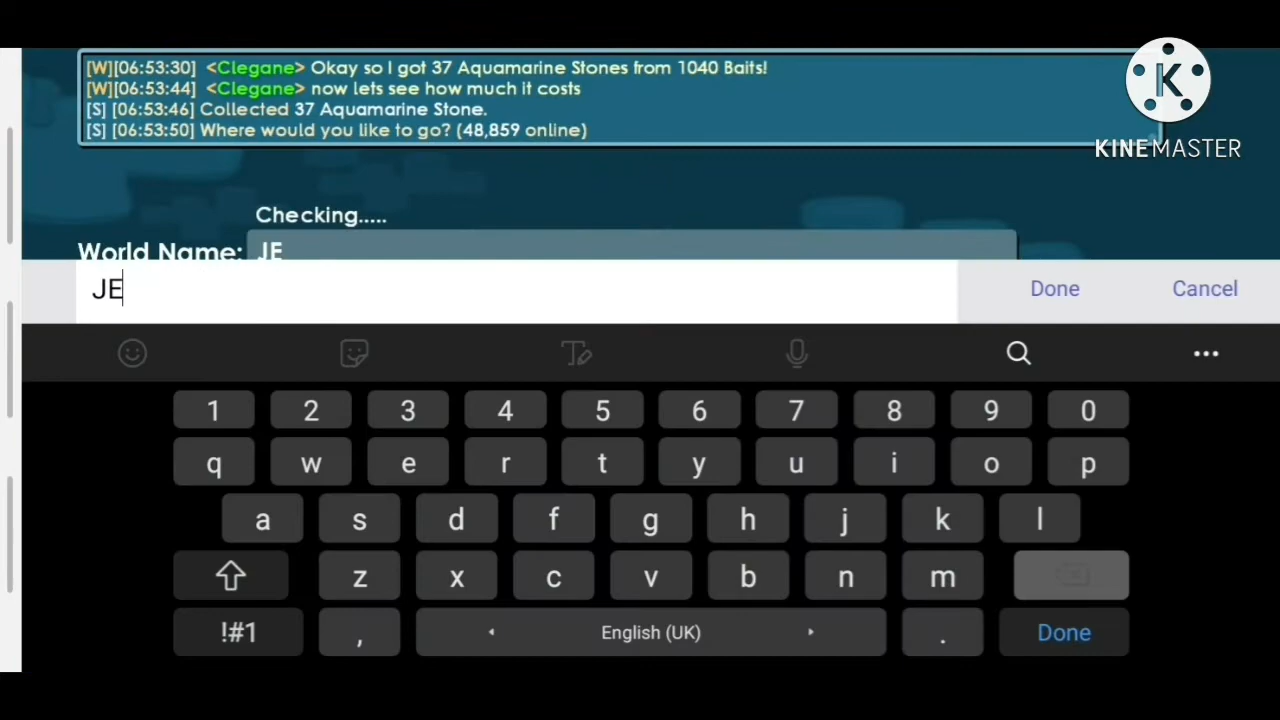 [W][06:53:30] <Clegane> Okay so I got 37 Aquamarine Stones from 1040 Baits!
[W][06:53:44] <Clegane> now lets see how much it costs
[S] [06:53:46] Collected 37 Aquamarine Stone.
[S] [06:53:50] Where would you like to go? (48,859 online)
K
KINEMASTER
Checking.....
World Name: JE
JE
Done Cancel
1 2 3 4 5 6 7 8 9 0
q w e r t y u i o p
a s d f g h j k l
z x c v b n m
!#1 , English (UK) . Done